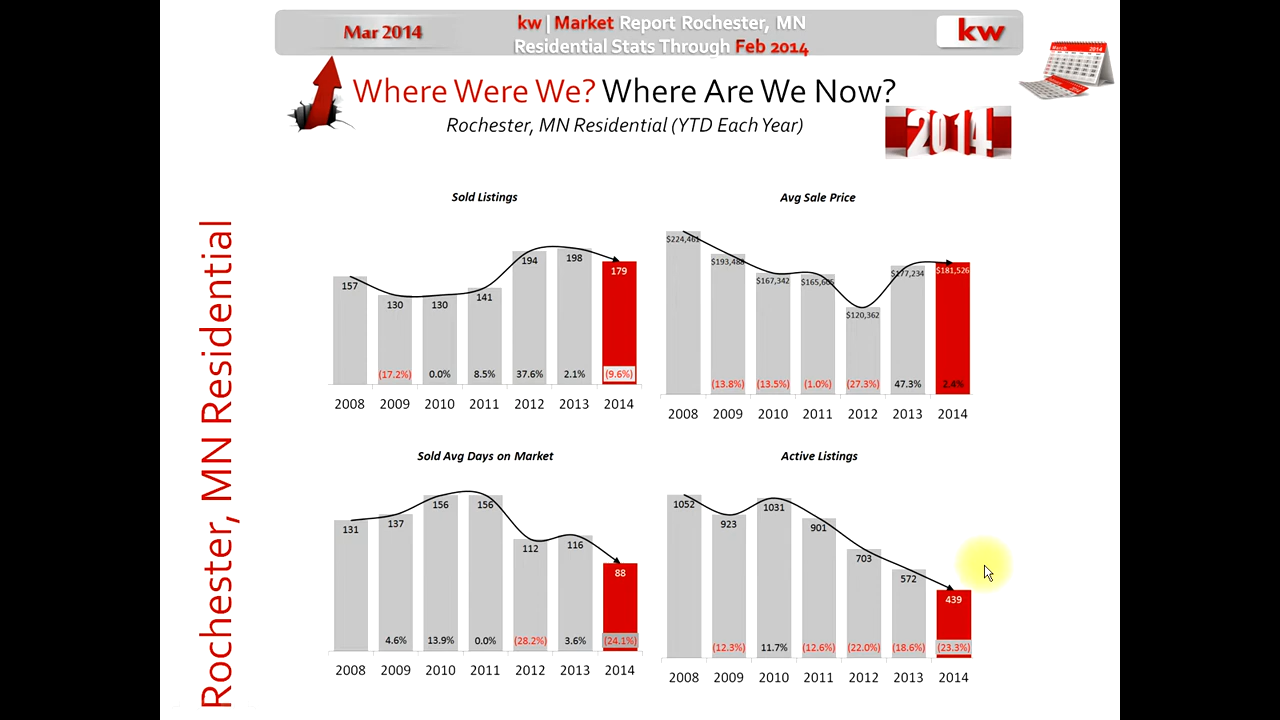 Mar 2014
kw | Market Report Rochester, MN
Residential Stats Through Feb 2014
kw
March 2014
Where Were We? Where Are We Now?
Rochester, MN Residential (YTD Each Year)
2014
Rochester, MN Residential
Sold Listings
157 130 130 141 194 198 179
(17.2%) 0.0% 8.5% 37.6% 2.1% (9.6%)
2008 2009 2010 2011 2012 2013 2014
Avg Sale Price
$224,461 $193,488 $167,342 $165,605 $120,362 $177,234 $181,526
(13.8%) (13.5%) (1.0%) (27.3%) 47.3% 2.4%
2008 2009 2010 2011 2012 2013 2014
Sold Avg Days on Market
131 137 156 156 112 116 88
4.6% 13.9% 0.0% (28.2%) 3.6% (24.1%)
2008 2009 2010 2011 2012 2013 2014
Active Listings
1052 923 1031 901 703 572 439
(12.3%) 11.7% (12.6%) (22.0%) (18.6%) (23.3%)
2008 2009 2010 2011 2012 2013 2014